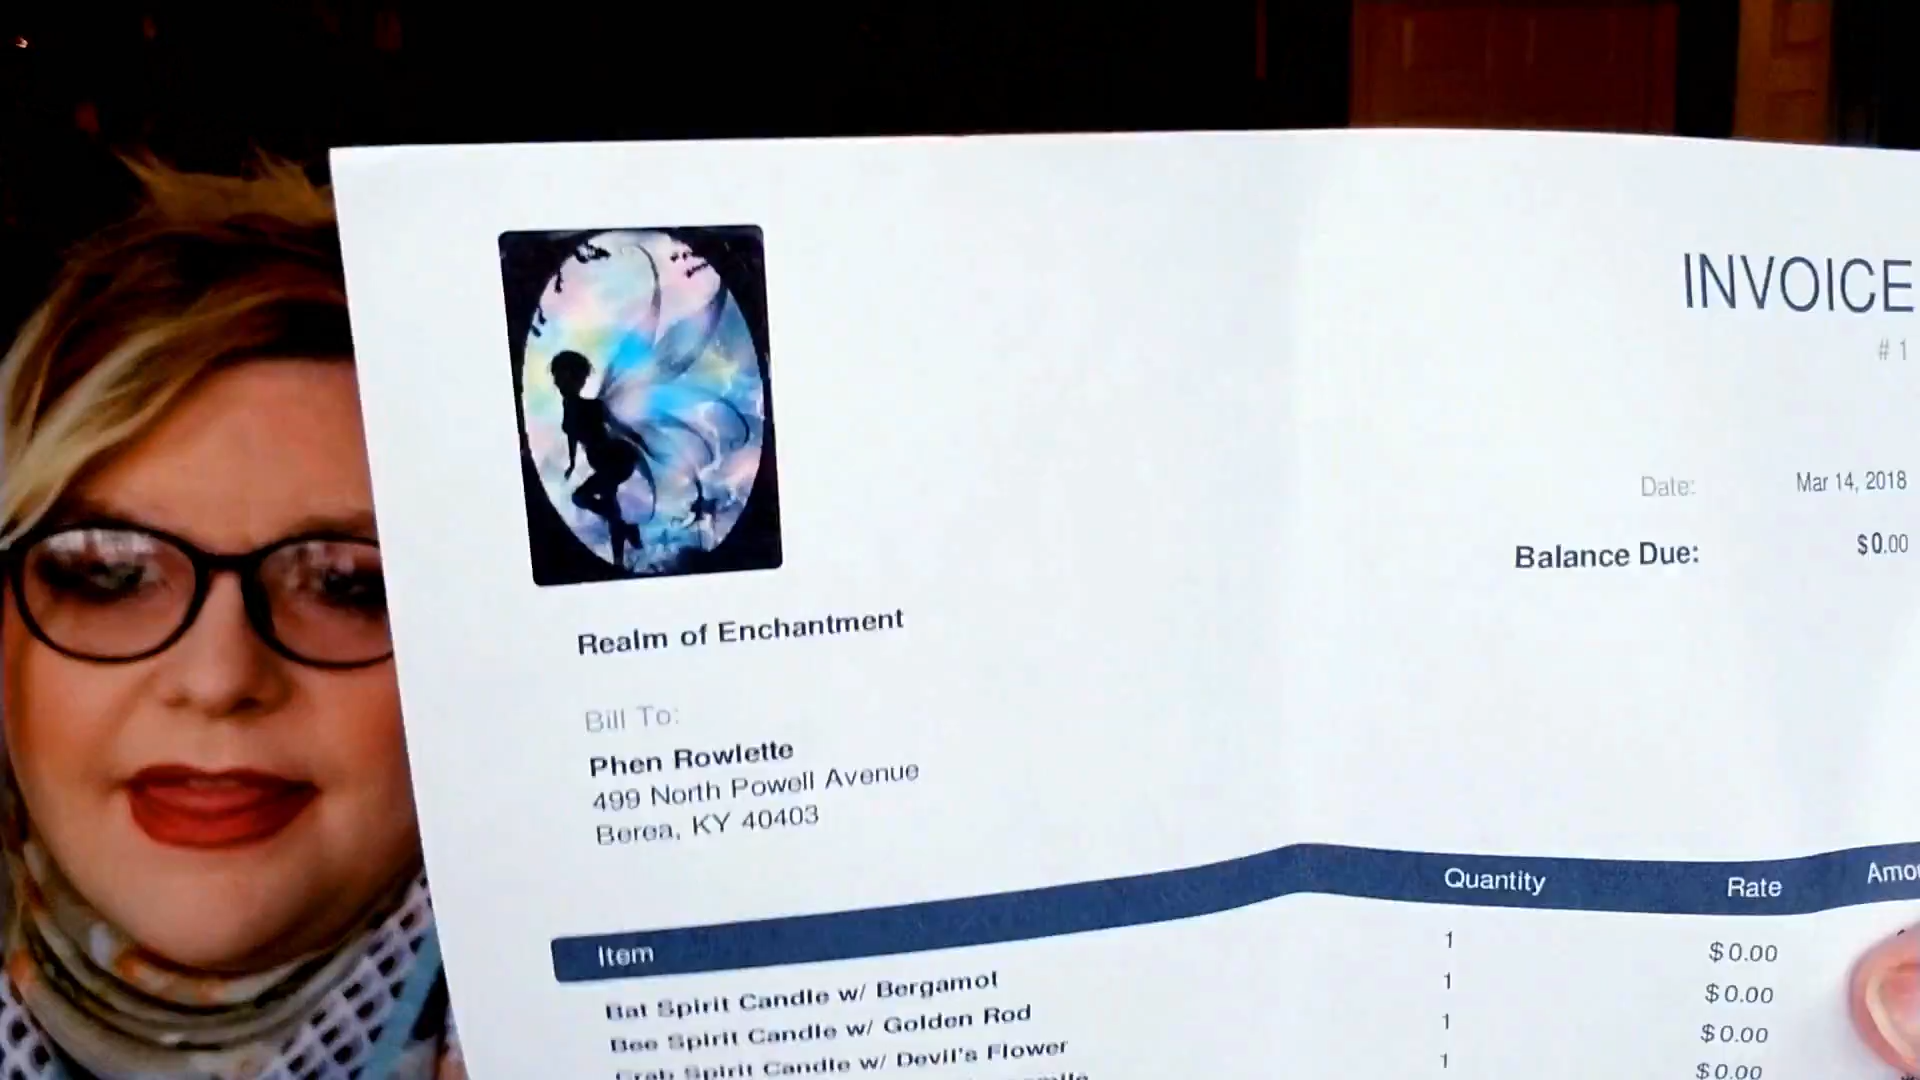 INVOICE
# 1
Date: Mar 14, 2018
Balance Due: $0.00
Realm of Enchantment
Bill To:
Phen Rowlette
499 North Powell Avenue
Berea, KY 40403
Item Quantity Rate
Bat Spirit Candle w/ Bergamot 1 $0.00
Bee Spirit Candle w/ Golden Rod 1 $0.00
Crab Spirit Candle w/ Devil's Flower 1 $0.00
1 $0.00